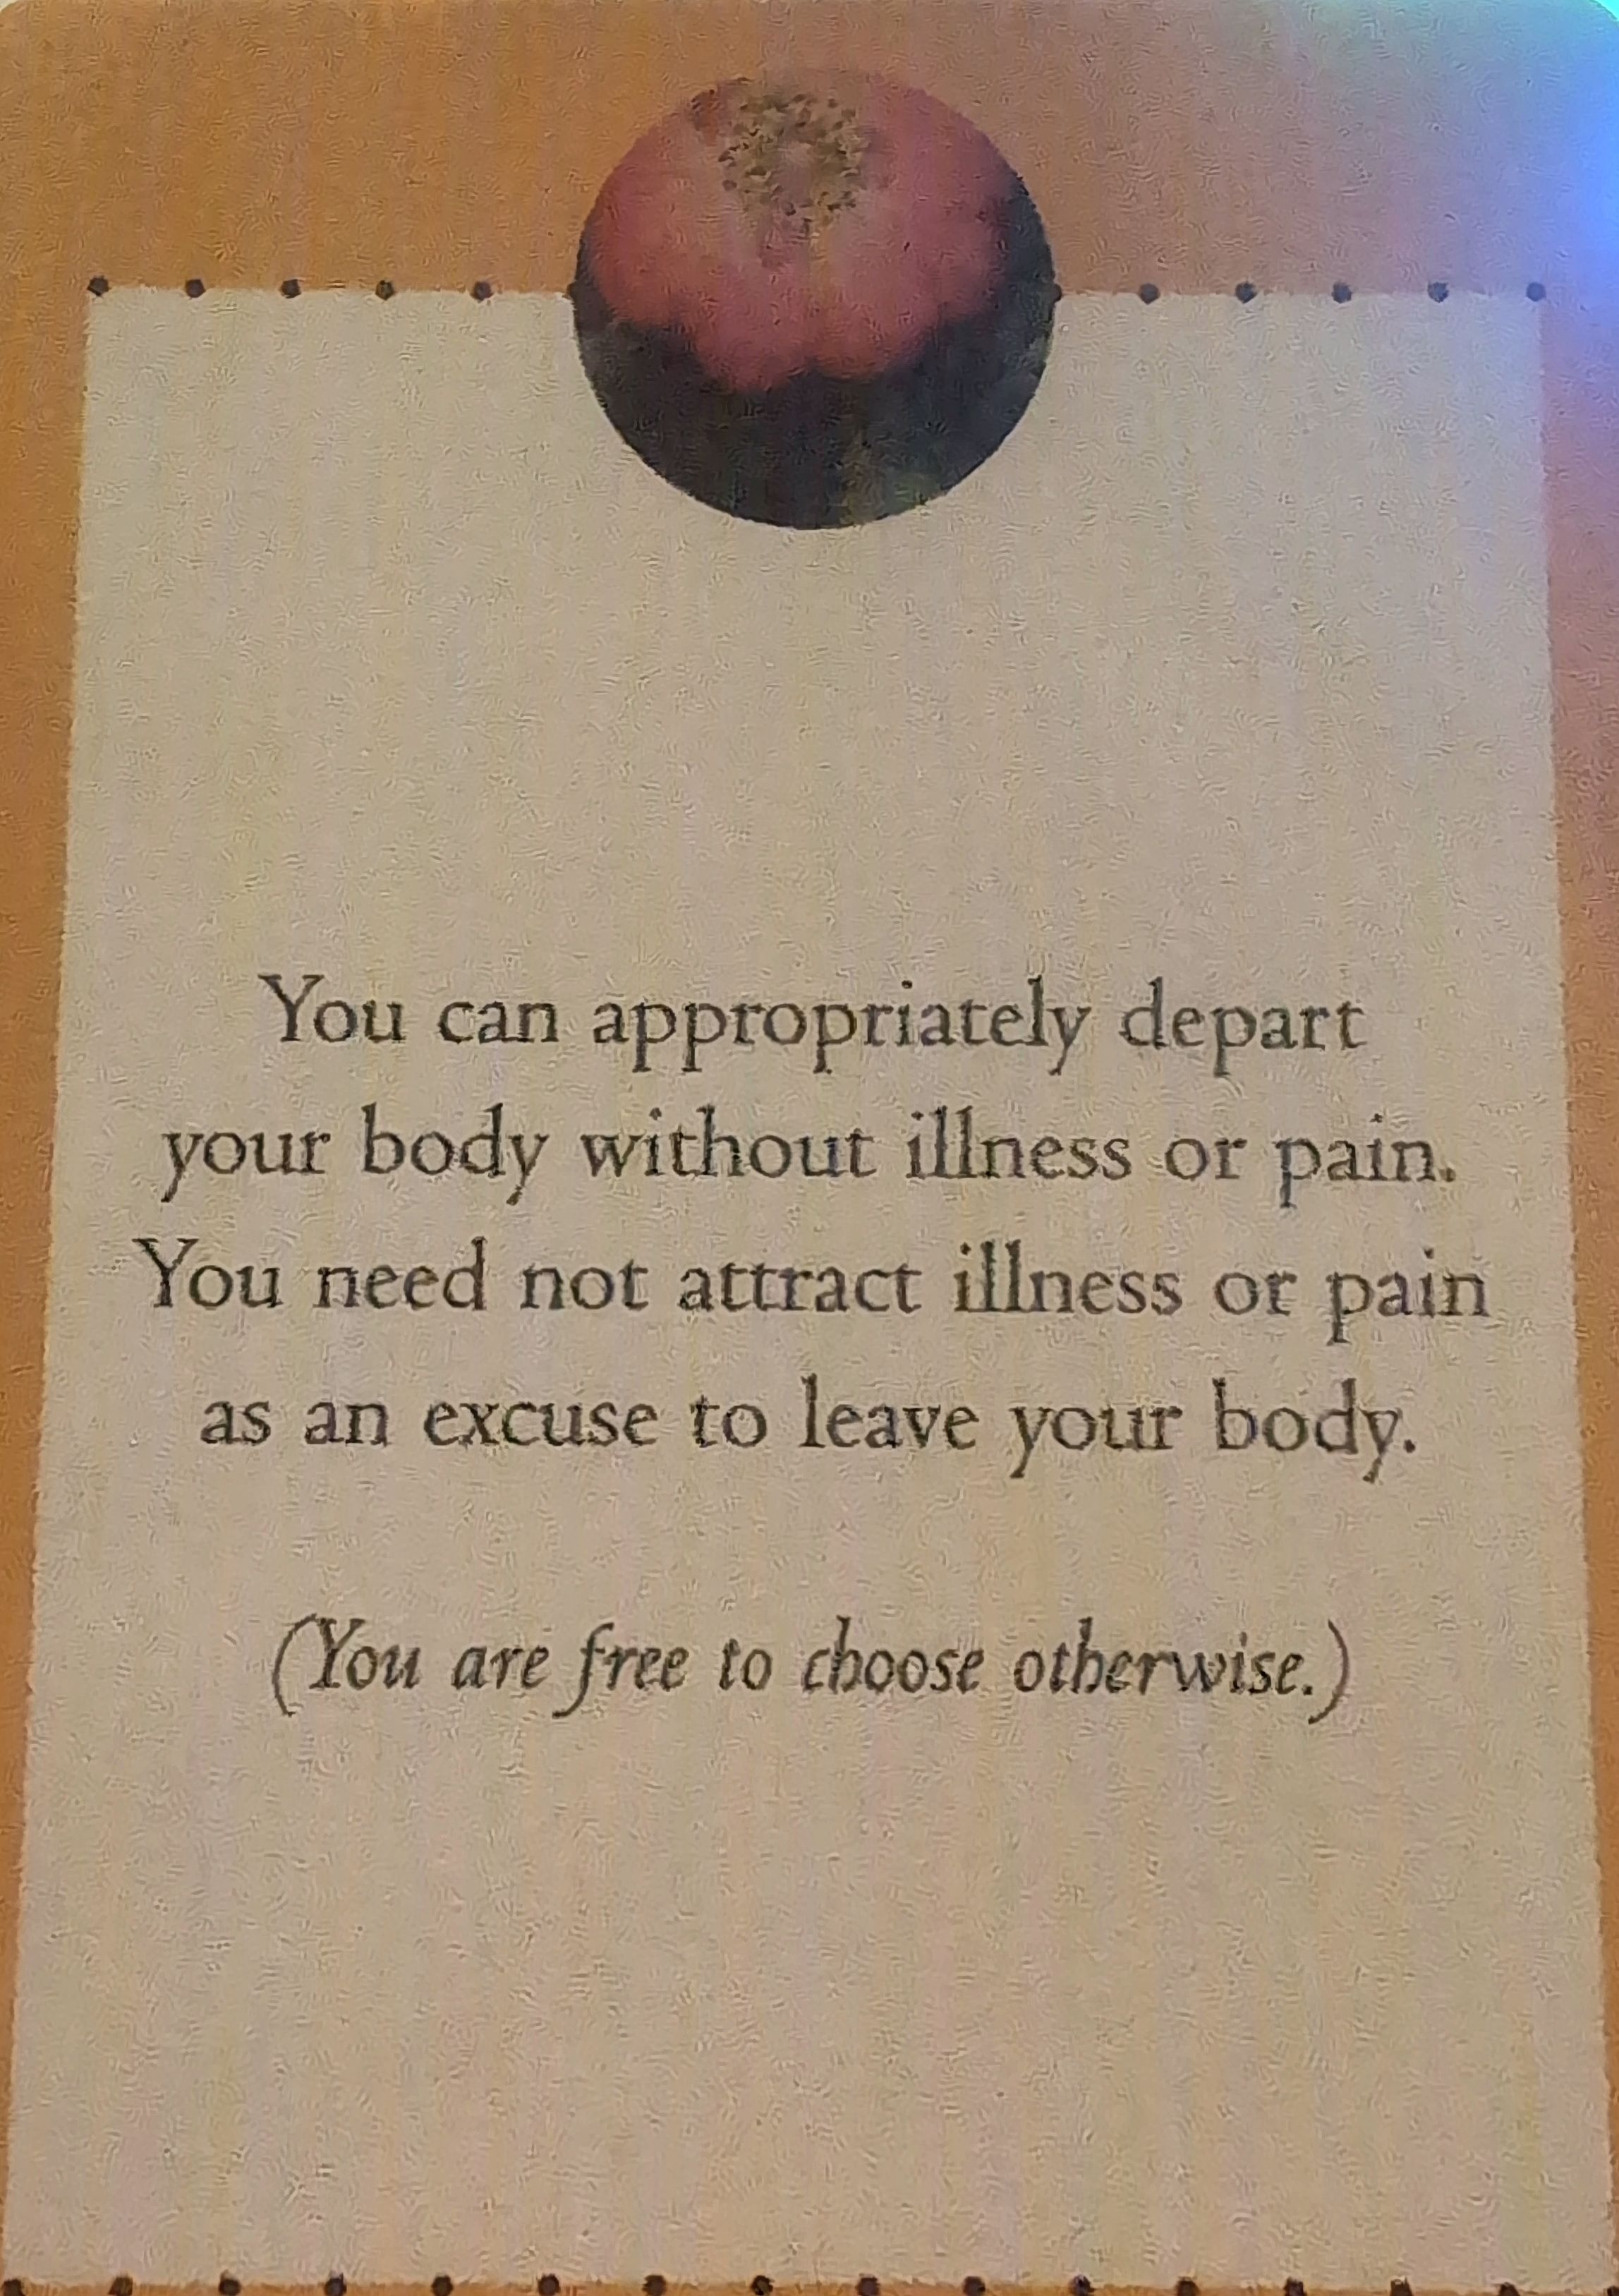 You can appropriately depart
your body without illness or pain.
You need not attract illness or pain
as an excuse to leave your body.
(You are free to choose otherwise.)